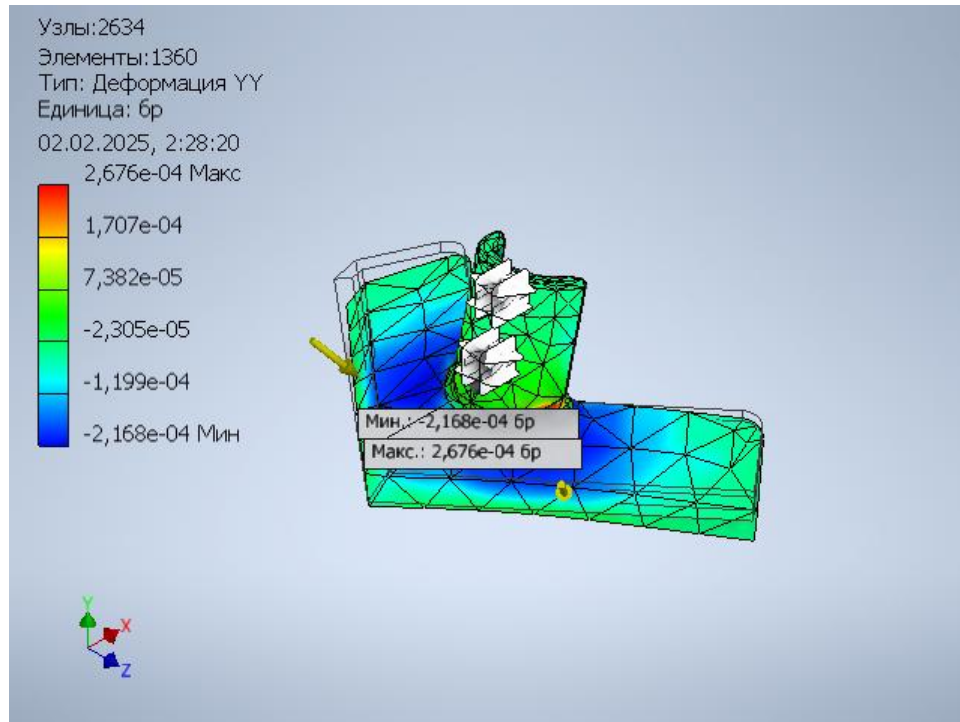 Узлы:2634
Элементы:1360
Тип: Деформация YY
Единица: бр
02.02.2025, 2:28:20
2,676e-04 Макс
1,707e-04
7,382e-05
-2,305e-05
-1,199e-04
-2,168e-04 Мин
Мин.: -2,168e-04 бр
Макс.: 2,676e-04 бр
Y
X
Z